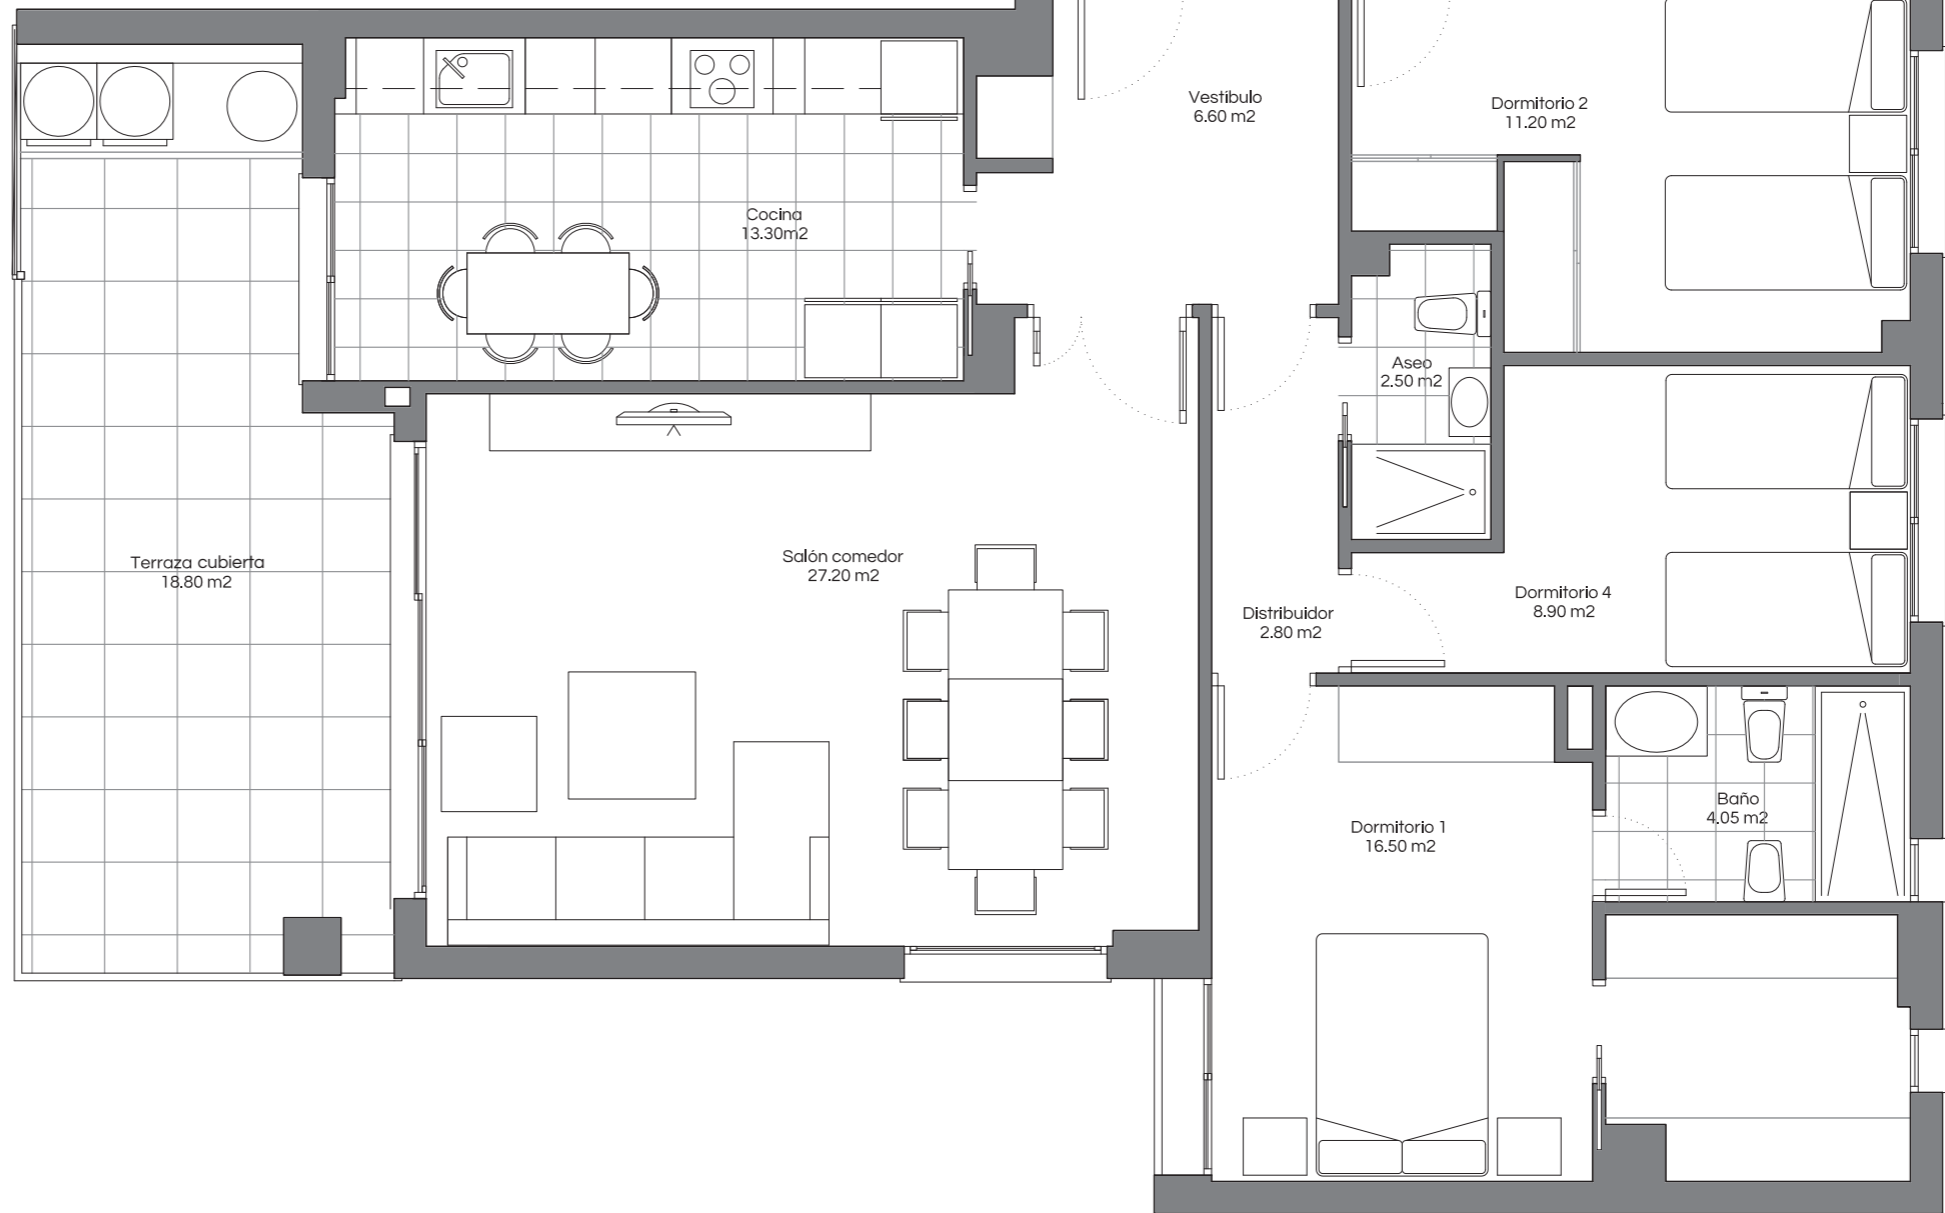 Vestíbulo
6.60 m2
Dormitorio 2
11.20 m2
Cocina
13.30m2
Aseo
2.50 m2
Terraza cubierta
18.80 m2
Salón comedor
27.20 m2
Distribuidor
2.80 m2
Dormitorio 4
8.90 m2
Dormitorio 1
16.50 m2
Baño
4.05 m2